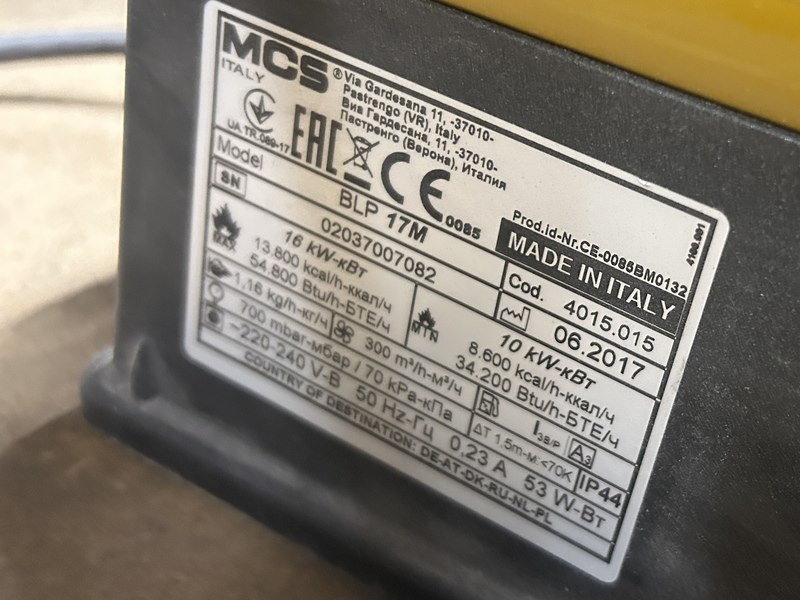 MCS
ITALY
® Via Gardesana 11, -37010-
Pastrengo (VR), Italy
Виа Гардесана, 11, -37010-
Пастренго (Верона), Италия
UA TR.089-17
EAC
CE 0085
Prod.id-Nr.CE-0085BM0132
4100.001
Model
BLP 17M
MADE IN ITALY
SN
02037007082
Cod. 4015.015
06.2017
MAX
16 kW-кВт
13.800 kcal/h-ккал/ч
54.800 Btu/h-БТЕ/ч
MIN
10 kW-кВт
8.600 kcal/h-ккал/ч
34.200 Btu/h-БТЕ/ч
1,16 kg/h-кг/ч
300 m³/h-м³/ч
I3B/P
A3
700 mbar-мбар / 70 kPa-кПа
ΔT 1,5m-м: <70K
IP44
~220-240 V-В 50 Hz-Гц 0,23 A 53 W-Вт
COUNTRY OF DESTINATION: DE-AT-DK-RU-NL-PL